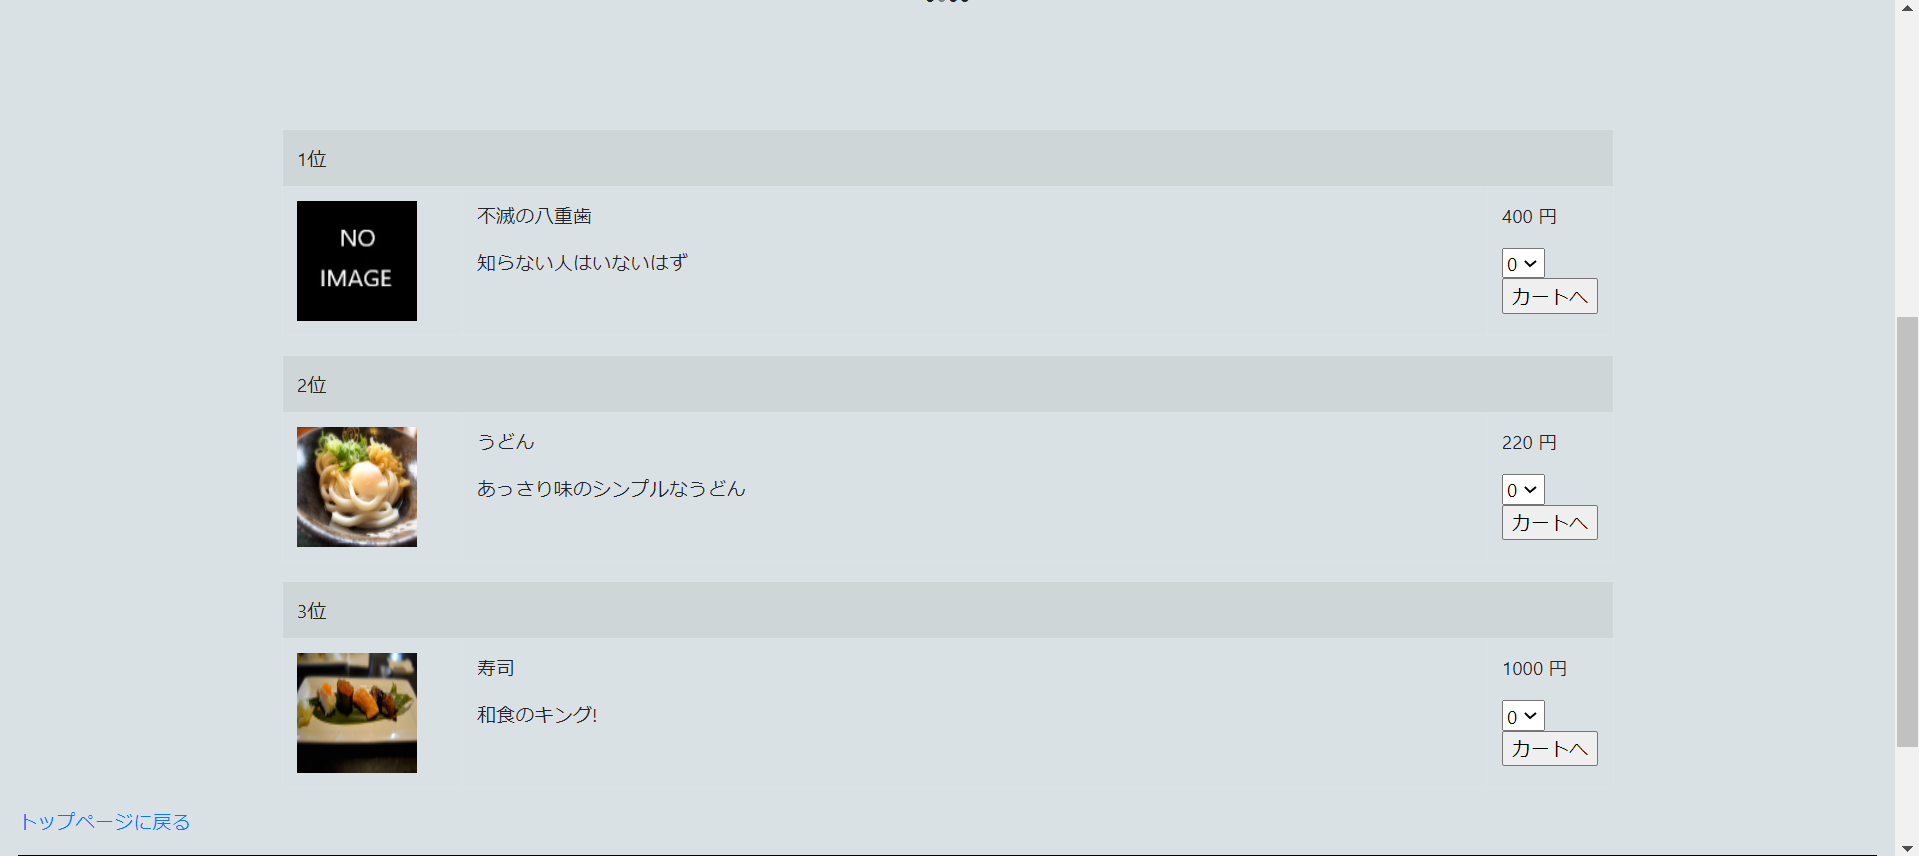 1位
NO
IMAGE
不滅の八重歯
400 円
知らない人はいないはず
0
カートへ
2位
うどん
220 円
あっさり味のシンプルなうどん
0
カートへ
3位
寿司
1000 円
和食のキング!
0
カートへ
トップページに戻る